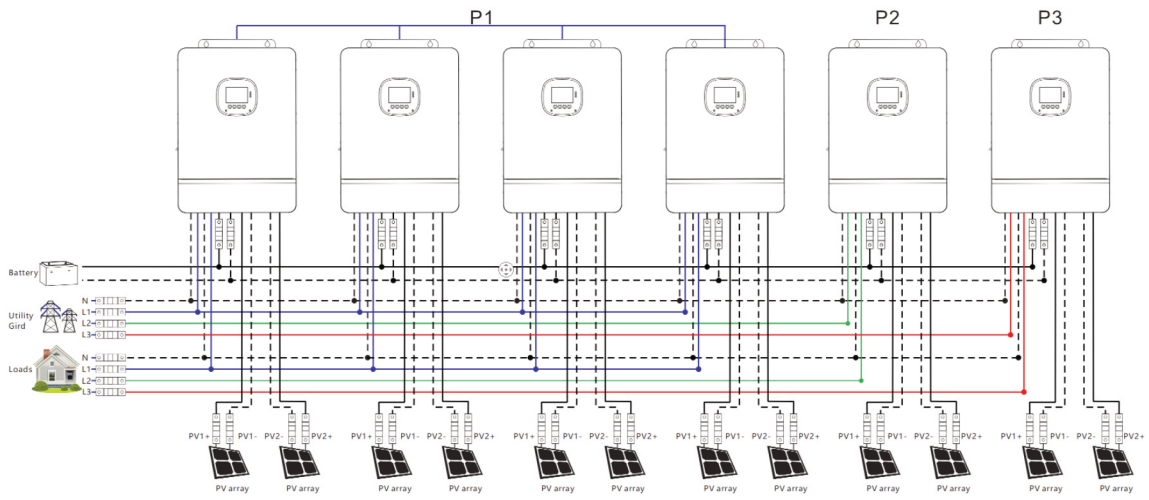 P1 P2 P3
Battery
N
Utility
Gird
L1
L2
L3
N
Loads
L1
L2
L3
PV1+ PV1- PV2- PV2+ PV1+ PV1- PV2- PV2+ PV1+ PV1- PV2- PV2+ PV1+ PV1- PV2- PV2+ PV1+ PV1- PV2- PV2+ PV1+ PV1- PV2- PV2+
PV array PV array PV array PV array PV array PV array PV array PV array PV array PV array PV array PV array